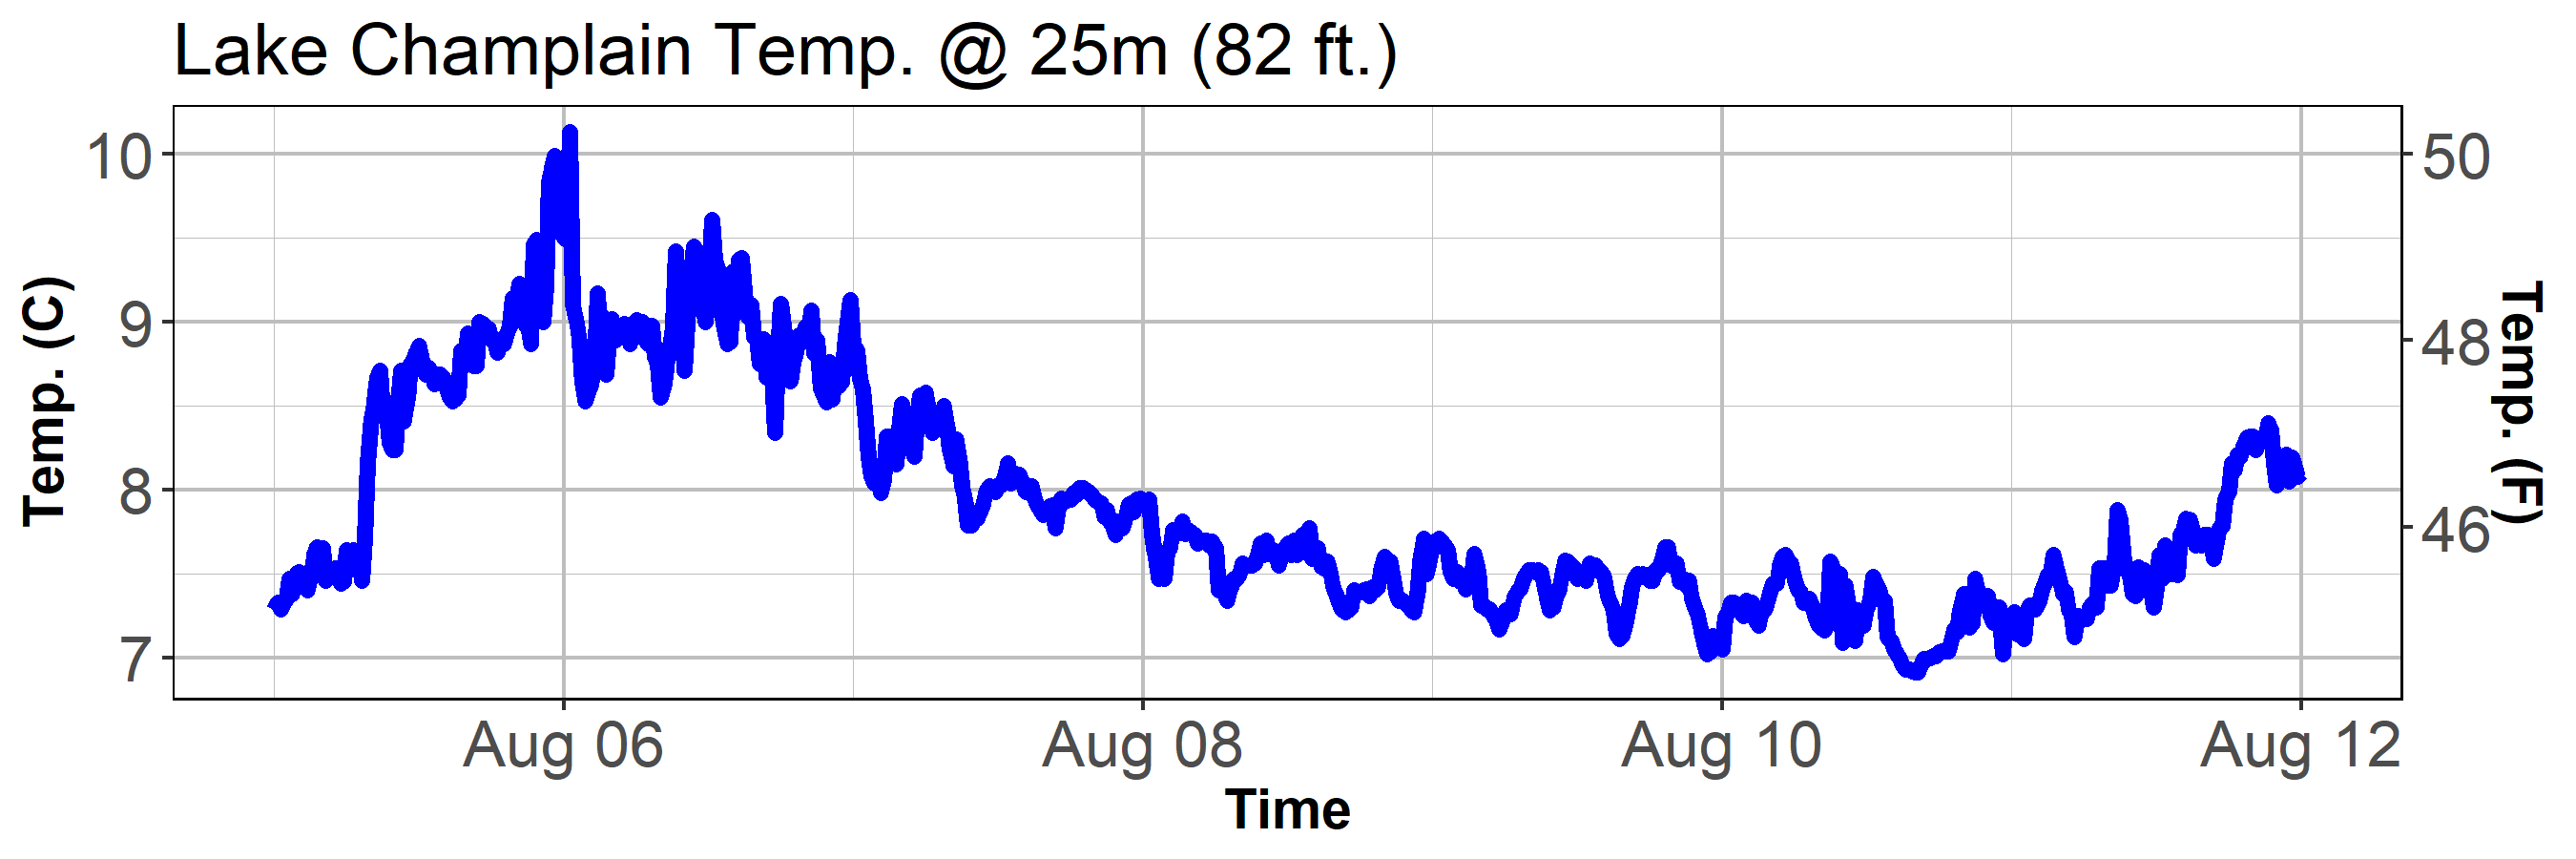 Lake Champlain Temp. @ 25m (82 ft.)
Temp. (C)
10
9
8
7
50
48
46
Temp. (F)
Aug 06 Aug 08 Aug 10 Aug 12
Time